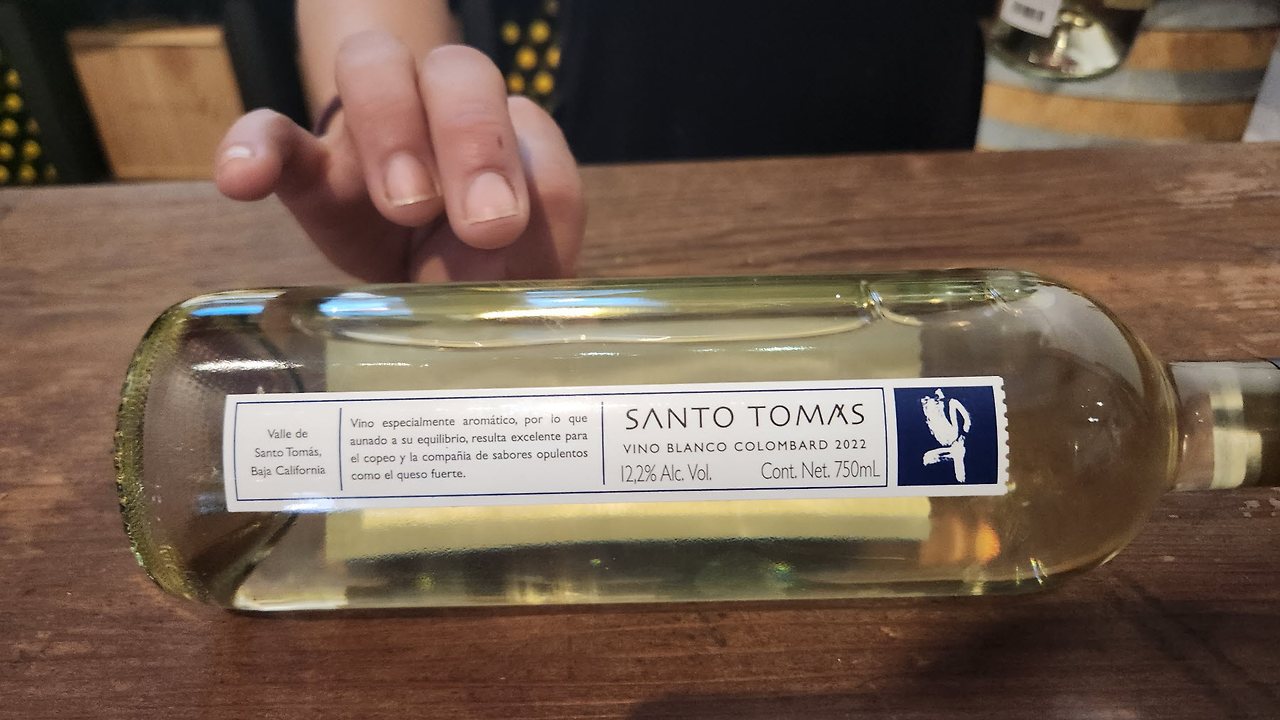 Valle de
Santo Tomás,
Baja California
Vino especialmente aromático, por lo que
aunado a su equilibrio, resulta excelente para
el copeo y la compañía de sabores opulentos
como el queso fuerte.
SANTO TOMÁS
VINO BLANCO COLOMBARD 2022
12,2% Alc. Vol. Cont. Net. 750mL
ST